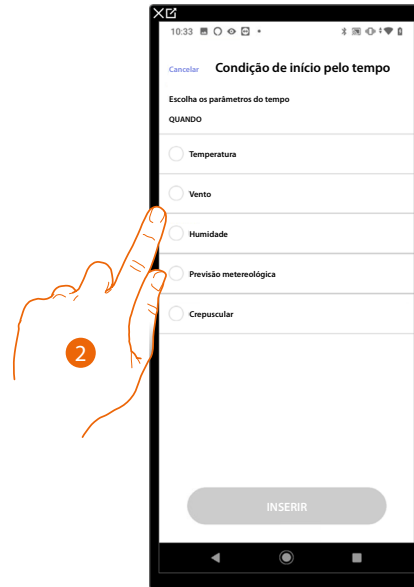 10:33
Cancelar Condição de início pelo tempo
Escolha os parâmetros do tempo
QUANDO
Temperatura
Vento
Humidade
Previsão metereológica
Crepuscular
2
INSERIR